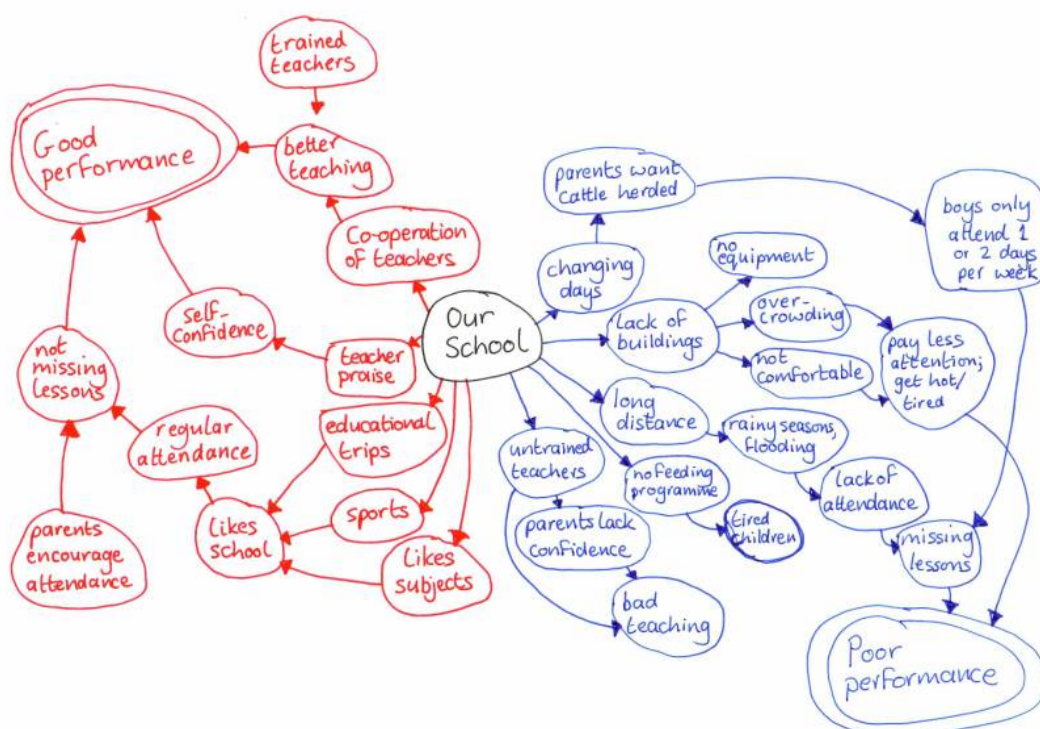 trained
teachers
Good
performance
better
teaching
Co-operation
of teachers
self-
confidence
teacher
praise
not
missing
lessons
regular
attendance
educational
trips
sports
likes
school
Likes
subjects
parents
encourage
attendance
Our
School
parents want
cattle herded
boys only
attend 1
or 2 days
per week
changing
days
no
equipment
lack of
buildings
over-
crowding
not
comfortable
pay less
attention;
get hot/
tired
long
distance
rainy seasons,
flooding
untrained
teachers
no feeding
programme
lack of
attendance
parents lack
confidence
tired
children
missing
lessons
bad
teaching
Poor
performance